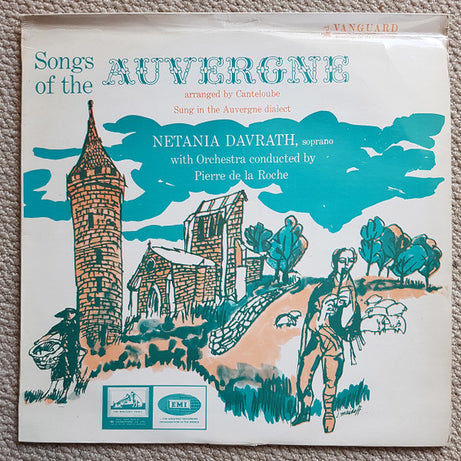 VANGUARD
Songs
of the
AUVERGNE
arranged by Canteloube
Sung in the Auvergne dialect
NETANIA DAVRATH, soprano
with Orchestra conducted by
Pierre de la Roche
EMI